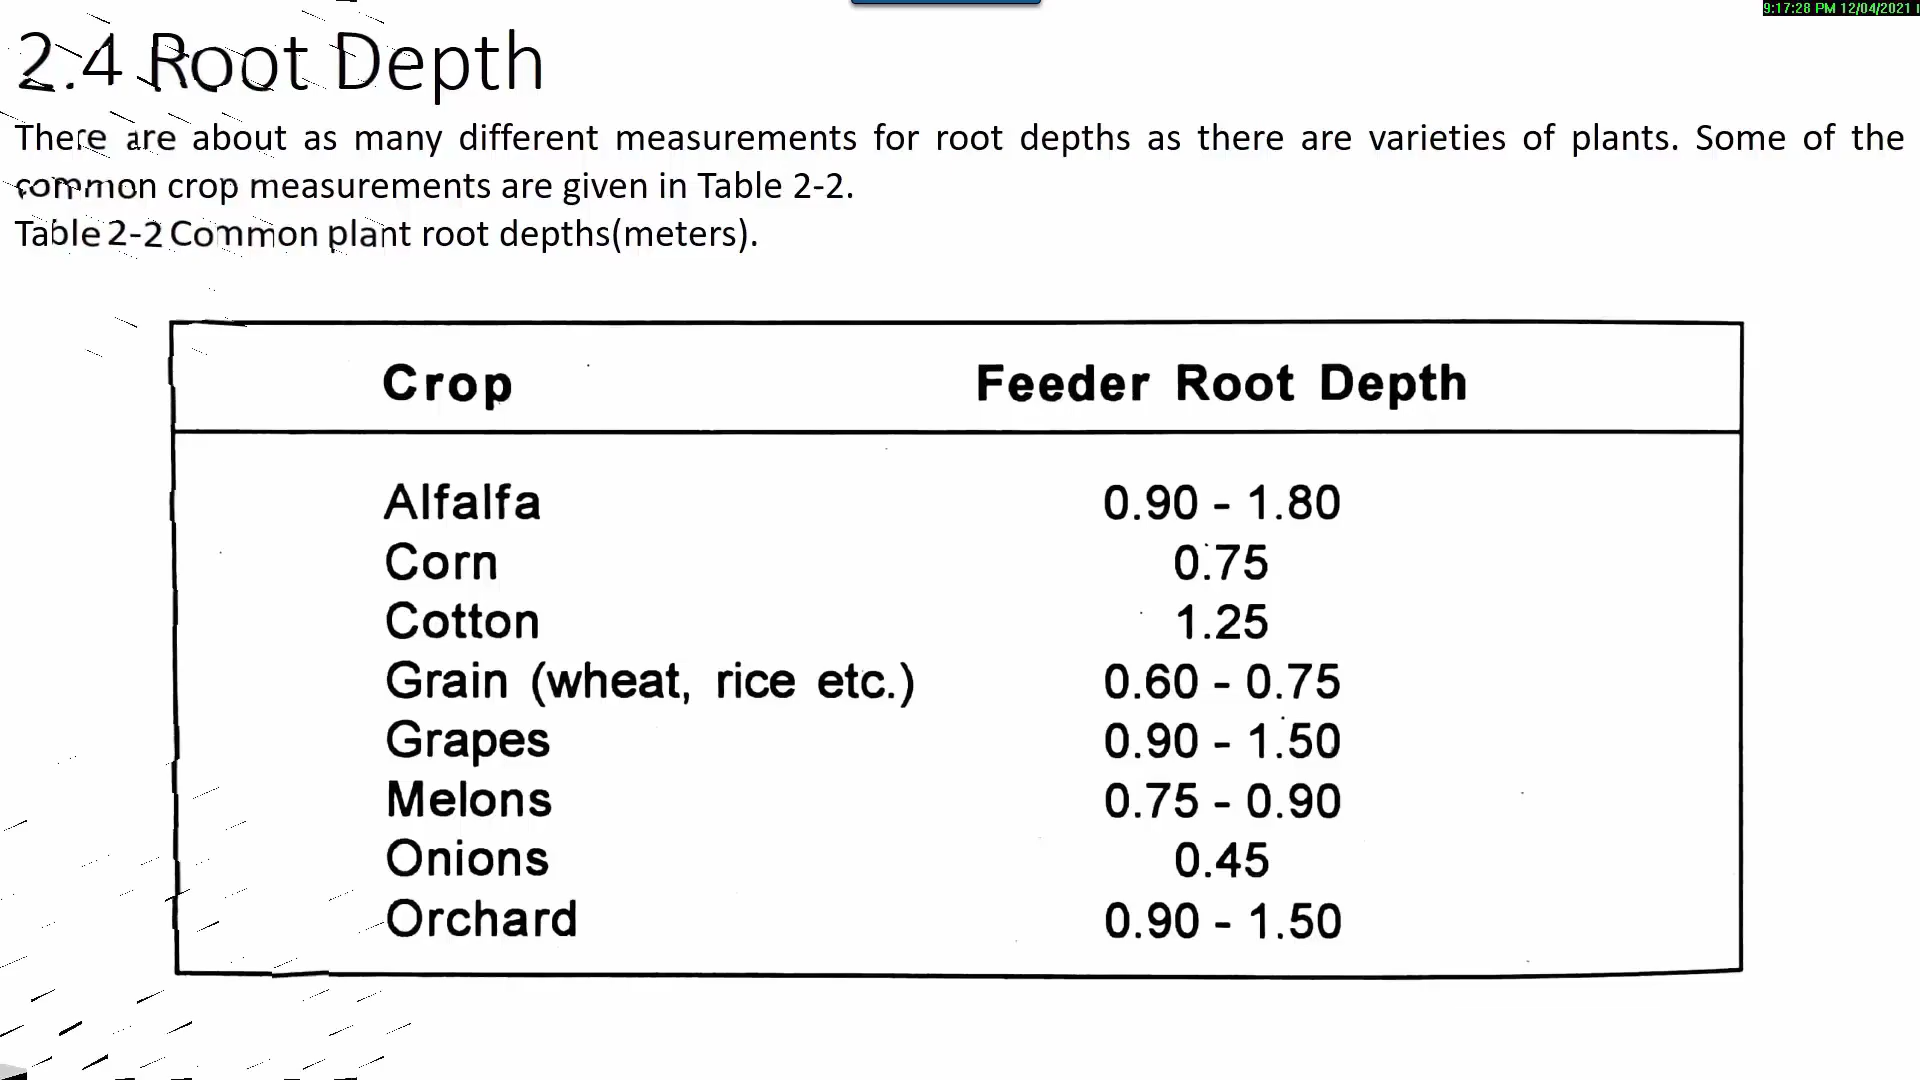 9:17:28 PM 12/04/2021
2.4 Root Depth
There are about as many different measurements for root depths as there are varieties of plants. Some of the
common crop measurements are given in Table 2-2.
Table 2-2 Common plant root depths(meters).
Crop Feeder Root Depth
Alfalfa 0.90 - 1.80
Corn 0.75
Cotton 1.25
Grain (wheat, rice etc.) 0.60 - 0.75
Grapes 0.90 - 1.50
Melons 0.75 - 0.90
Onions 0.45
Orchard 0.90 - 1.50